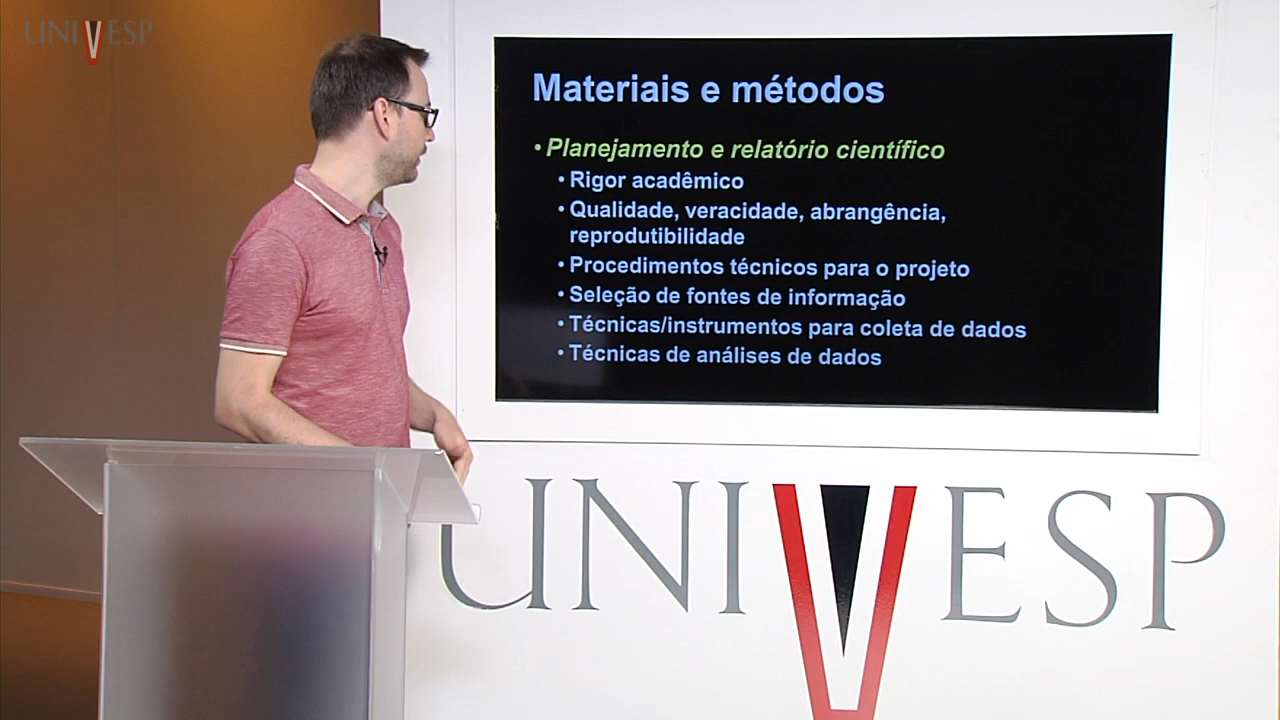 UNIVESP
Materiais e métodos
• Planejamento e relatório científico
• Rigor acadêmico
• Qualidade, veracidade, abrangência,
reprodutibilidade
• Procedimentos técnicos para o projeto
• Seleção de fontes de informação
• Técnicas/instrumentos para coleta de dados
• Técnicas de análises de dados
UNIVESP